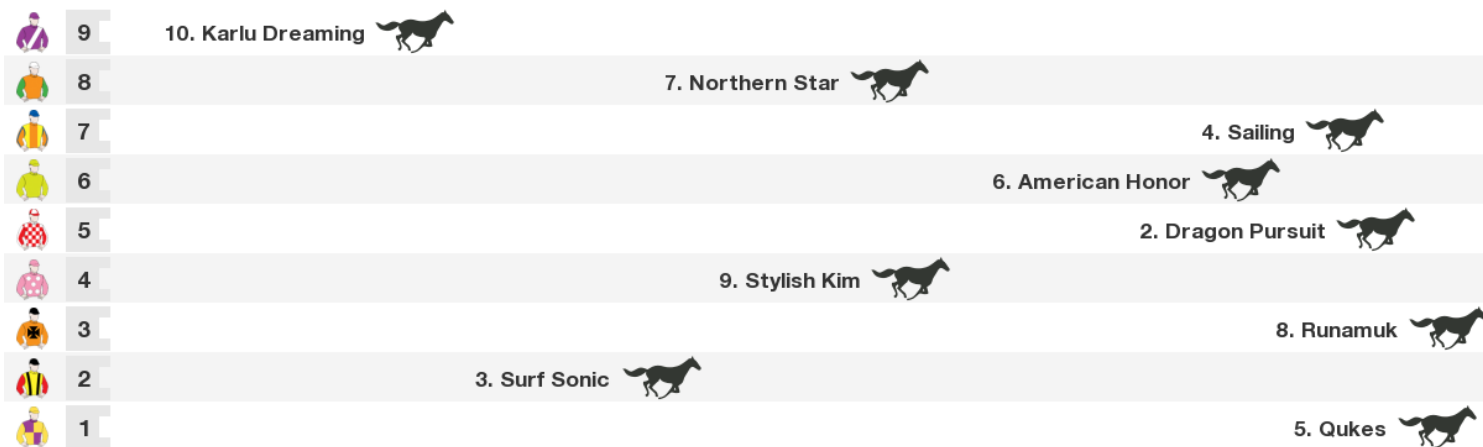 9 10. Karlu Dreaming
8 7. Northern Star
7 4. Sailing
6 6. American Honor
5 2. Dragon Pursuit
4 9. Stylish Kim
3 8. Runamuk
2 3. Surf Sonic
1 5. Qukes